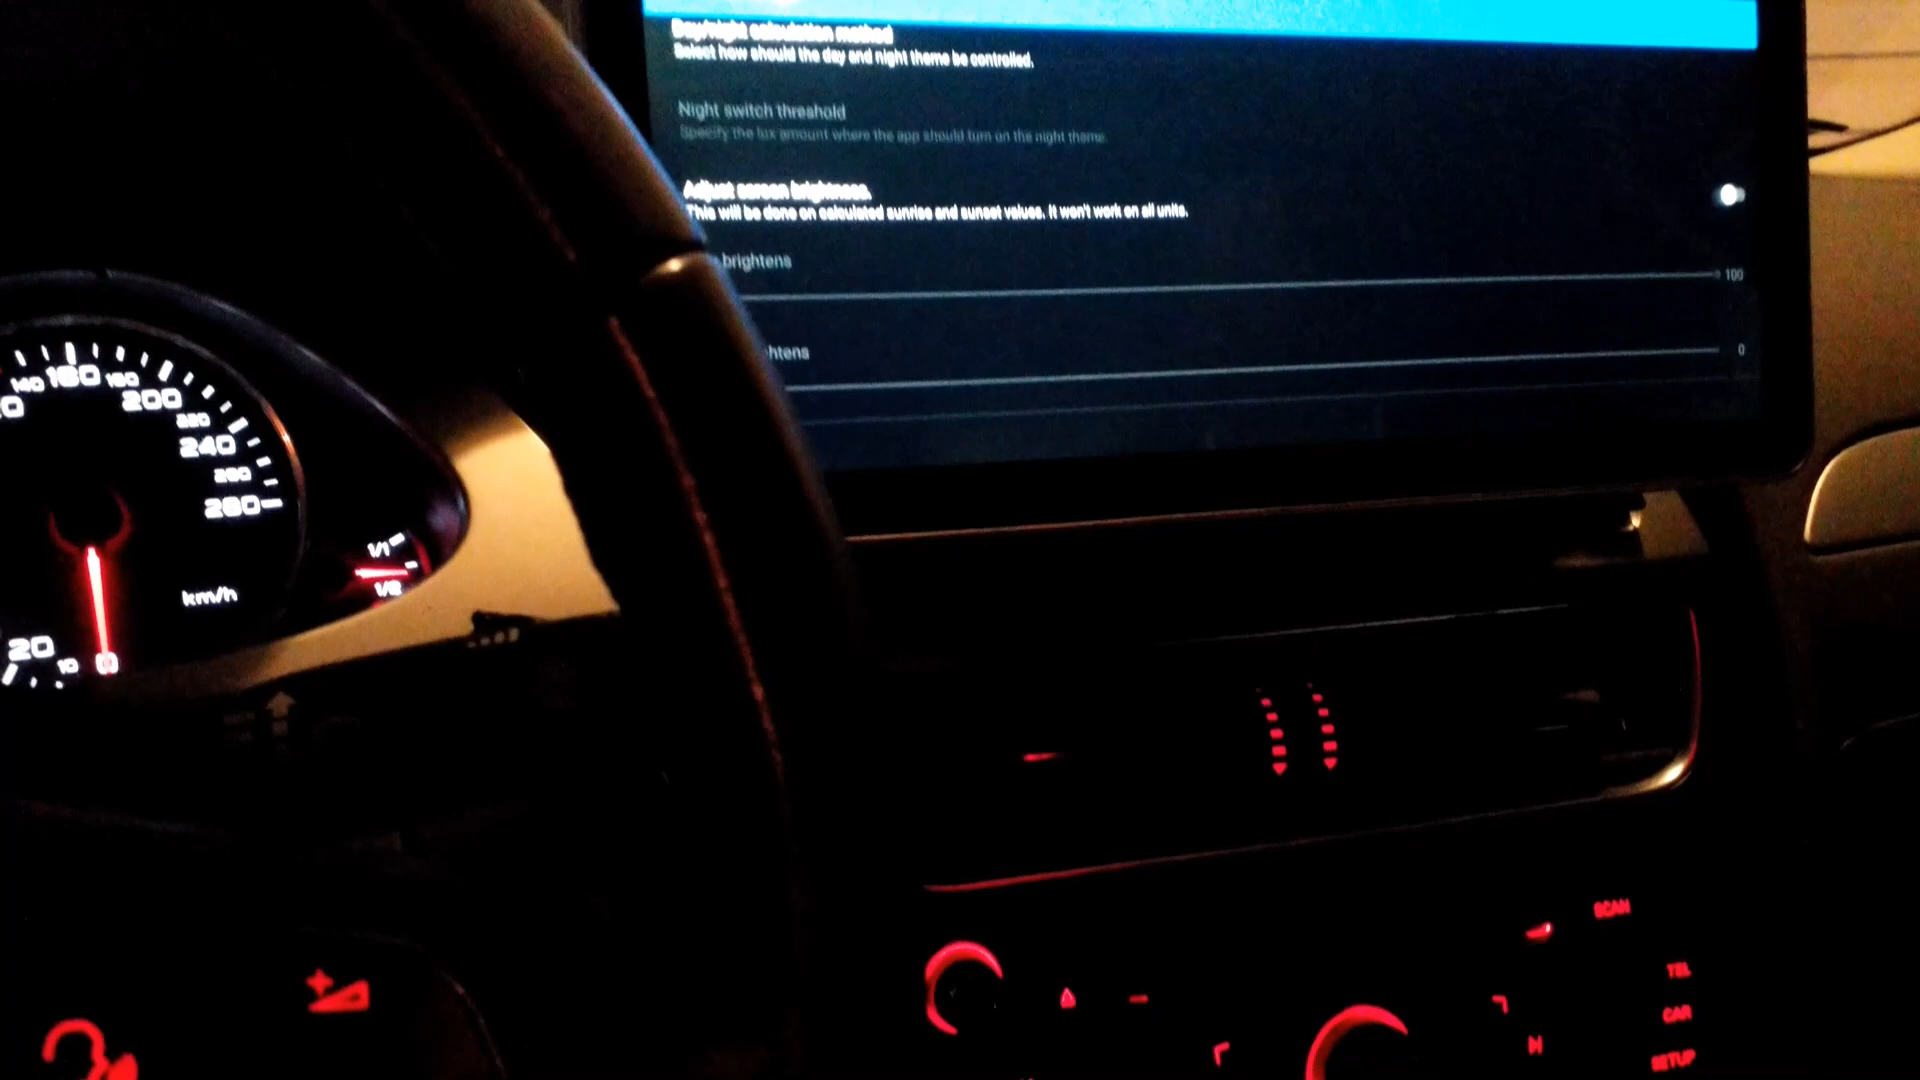 Day/night calculation method
Select how should the day and night theme be controlled.
Night switch threshold
Specify the lux amount where the app should turn on the night theme.
Adjust screen brightness.
This will be done on calculated sunrise and sunset values. It won't work on all units.
brightens
100
htens
0
140 160 180
200
220
240
260
280
km/h
20
10
0
1/1
1/2
SCAN
TEL
CAR
SETUP